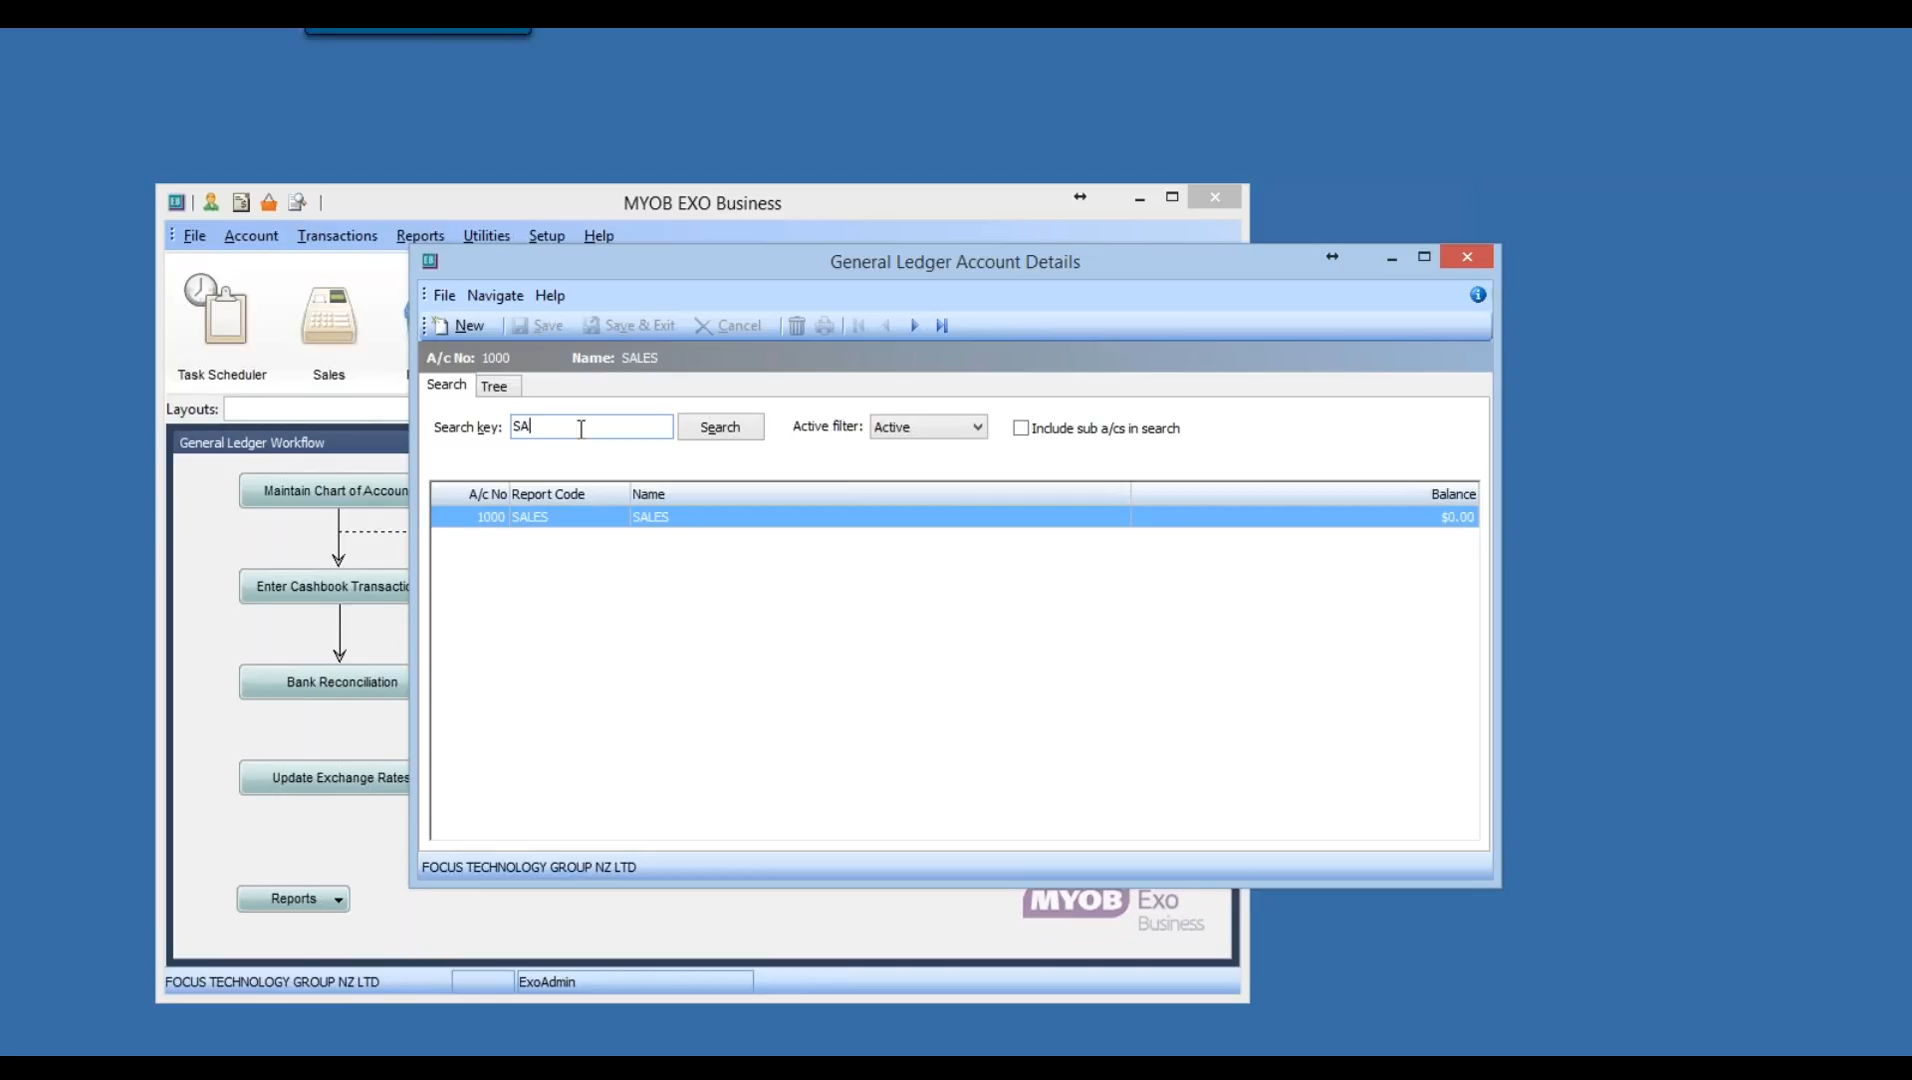 MYOB EXO Business
File Account Transactions Reports Utilities Setup Help
Task Scheduler
Sales
Layouts:
General Ledger Workflow
Maintain Chart of Accoun
Enter Cashbook Transactio
Bank Reconciliation
Update Exchange Rates
Reports
MYOB Exo
Business
FOCUS TECHNOLOGY GROUP NZ LTD ExoAdmin
General Ledger Account Details
File Navigate Help
New Save Save & Exit Cancel
A/c No: 1000 Name: SALES
Search Tree
Search key: SA Search Active filter: Active Include sub a/cs in search
A/c No Report Code Name Balance
1000 SALES SALES $0.00
FOCUS TECHNOLOGY GROUP NZ LTD